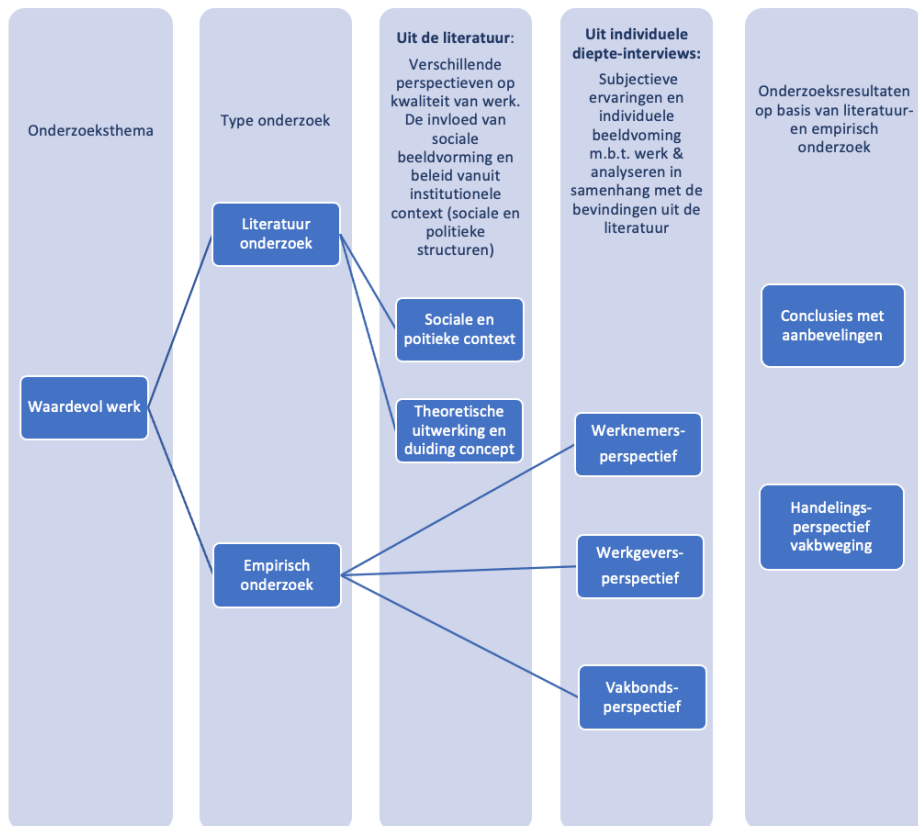 Onderzoeksthema
Waardevol werk
Type onderzoek
Literatuur
onderzoek
Empirisch
onderzoek
Uit de literatuur:
Verschillende
perspectieven op
kwaliteit van werk.
De invloed van
sociale
beeldvorming en
beleid vanuit
institutionele
context (sociale en
politieke
structuren)
Sociale en
poitieke context
Theoretische
uitwerking en
duiding concept
Uit individuele
diepte-interviews:
Subjectieve
ervaringen en
individuele
beeldvoming
m.b.t. werk &
analyseren in
samenhang met de
bevindingen uit de
literatuur
Werknemers-
perspectief
Werkgevers-
perspectief
Vakbonds-
perspectief
Onderzoeksresultaten
op basis van literatuur-
en empirisch
onderzoek
Conclusies met
aanbevelingen
Handelings-
perspectief
vakbweging